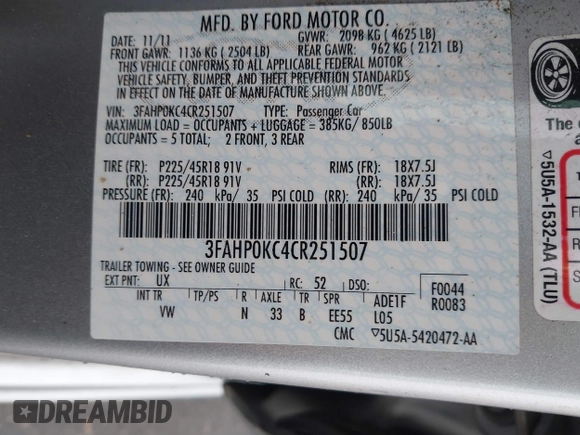 MFD. BY FORD MOTOR CO.
DATE: 11/11 GVWR: 2098 KG ( 4625 LB)
FRONT GAWR: 1136 KG ( 2504 LB) REAR GAWR: 962 KG ( 2121 LB)
THIS VEHICLE CONFORMS TO ALL APPLICABLE FEDERAL MOTOR
VEHICLE SAFETY, BUMPER, AND THEFT PREVENTION STANDARDS
IN EFFECT ON THE DATE OF MANUFACTURE SHOWN ABOVE.
VIN: 3FAHP0KC4CR251507 TYPE: Passenger Car
MAXIMUM LOAD = OCCUPANTS + LUGGAGE = 385KG/ 850LB
OCCUPANTS = 5 TOTAL; 2 FRONT, 3 REAR
TIRE (FR): P225/45R18 91V RIMS (FR): 18X7.5J
(RR): P225/45R18 91V (RR): 18X7.5J
PRESSURE (FR): 240 kPa/ 35 PSI COLD (RR): 240 kPa/ 35 PSI COLD
3FAHP0KC4CR251507
TRAILER TOWING - SEE OWNER GUIDE
EXT PNT: UX RC: 52 DSO: F0044
INT TR TP/PS R AXLE TR SPR ADE1F R0083
VW N 33 B EE55 L05
CMC ▽5U5A-5420472-AA
The
▽5U5A-1532-AA (TLU)
DREAMBID